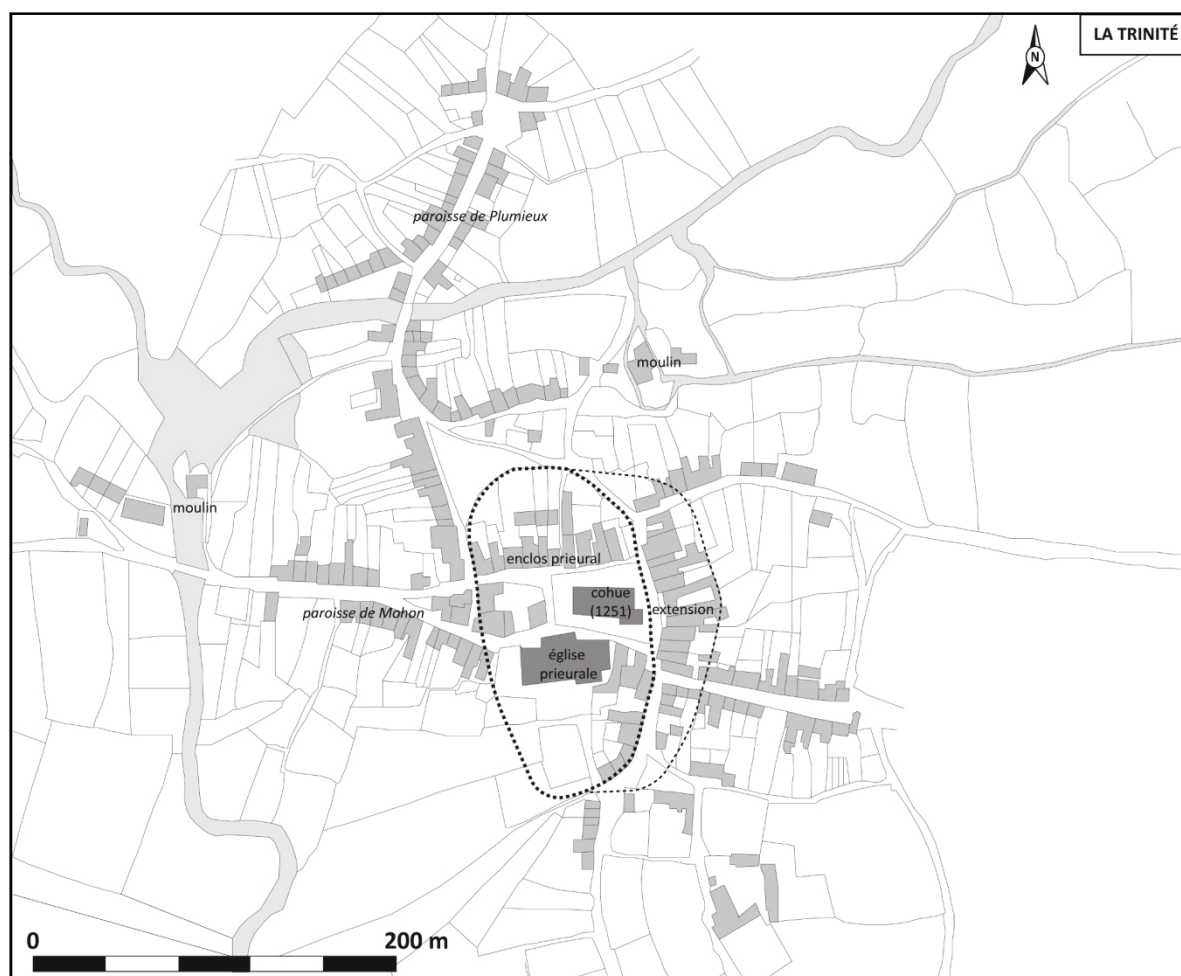 LA TRINITÉ
N
paroisse de Plumieux
moulin
moulin
enclos prieural
cohue
(1251)
extension
paroisse de Mohon
église
prieurale
0
200 m